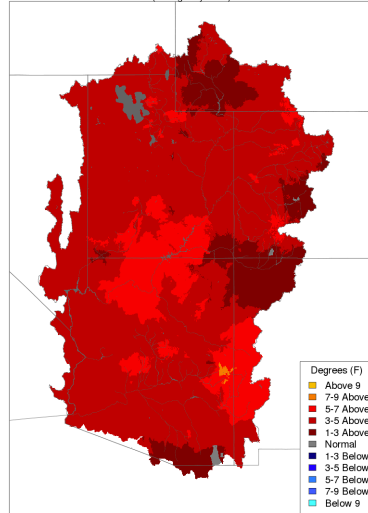 Degrees (F)
Above 9
7-9 Above
5-7 Above
3-5 Above
1-3 Above
Normal
1-3 Below
3-5 Below
5-7 Below
7-9 Below
Below 9